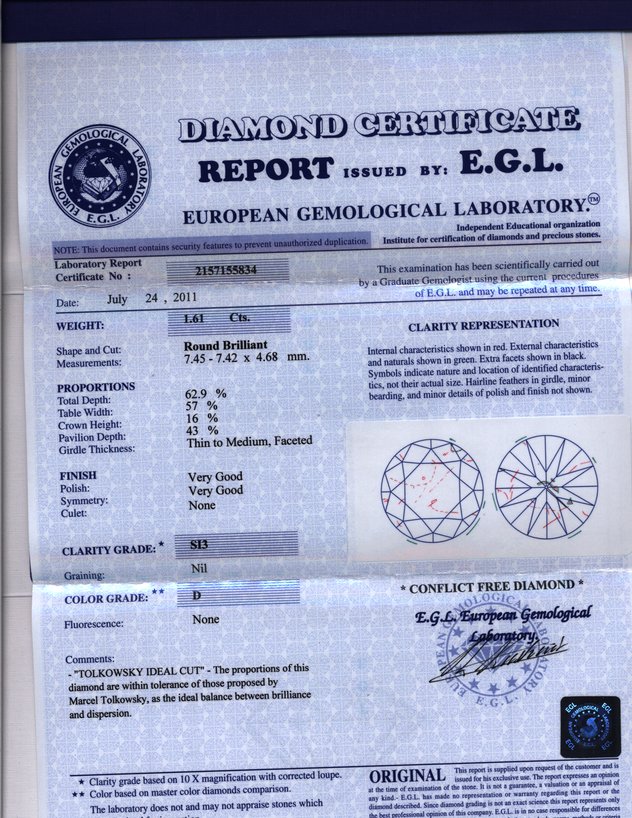 DIAMOND CERTIFICATE
REPORT ISSUED BY: E.G.L.
EUROPEAN GEMOLOGICAL LABORATORY.™
EUROPEAN GEMOLOGICAL LABORATORY
E.G.L.
Independent Educational organization
Institute for certification of diamonds and precious stones.
NOTE: This document contains security features to prevent unauthorized duplication.
Laboratory Report
Certificate No : 2157155834
Date: July 24 , 2011
WEIGHT: 1.61 Cts.
Shape and Cut: Round Brilliant
Measurements: 7.45 - 7.42 x 4.68 mm.
PROPORTIONS
Total Depth: 62.9 %
Table Width: 57 %
Crown Height: 16 %
Pavilion Depth: 43 %
Girdle Thickness: Thin to Medium, Faceted
FINISH
Polish: Very Good
Symmetry: Very Good
Culet: None
CLARITY GRADE: * SI3
Graining: Nil
COLOR GRADE: ** D
Fluorescence: None
Comments:
- "TOLKOWSKY IDEAL CUT" - The proportions of this
diamond are within tolerance of those proposed by
Marcel Tolkowsky, as the ideal balance between brilliance
and dispersion.
★ Clarity grade based on 10 X magnification with corrected loupe.
★★ Color based on master color diamonds comparison.
The laboratory does not and may not appraise stones which
This examination has been scientifically carried out
by a Graduate Gemologist using the current procedures
of E.G.L. and may be repeated at any time.
CLARITY REPRESENTATION
Internal characteristics shown in red. External characteristics
and naturals shown in green. Extra facets shown in black.
Symbols indicate nature and location of identified characteris-
tics, not their actual size. Hairline feathers in girdle, minor
bearding, and minor details of polish and finish not shown.
* CONFLICT FREE DIAMOND *
E.G.L. European Gemological
Laboratory.
E.G.L.
EGL
EGL
EGL
EGL
ORIGINAL This report is supplied upon request of the customer and is
issued for his exclusive use. The report expresses an opinion
at the time of examination of the stone. It is not a guarantee, a valuation or an appraisal of
any kind.- E.G.L. has made no representation or warranty regarding this report or the
diamond described. Since diamond grading is not an exact science this report represents only
the best professional opinion of this company. E.G.L. is in no case responsible for differences